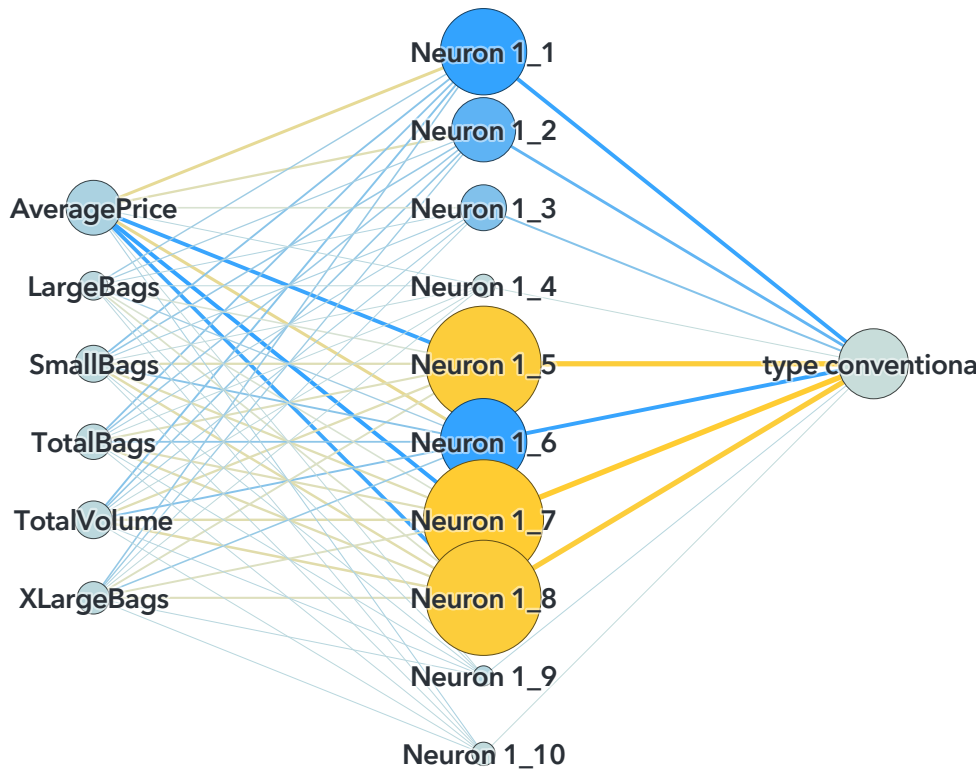 AveragePrice
LargeBags
SmallBags
TotalBags
TotalVolume
XLargeBags
Neuron 1_1
Neuron 1_2
Neuron 1_3
Neuron 1_4
Neuron 1_5
Neuron 1_6
Neuron 1_7
Neuron 1_8
Neuron 1_9
Neuron 1_10
type conventiona